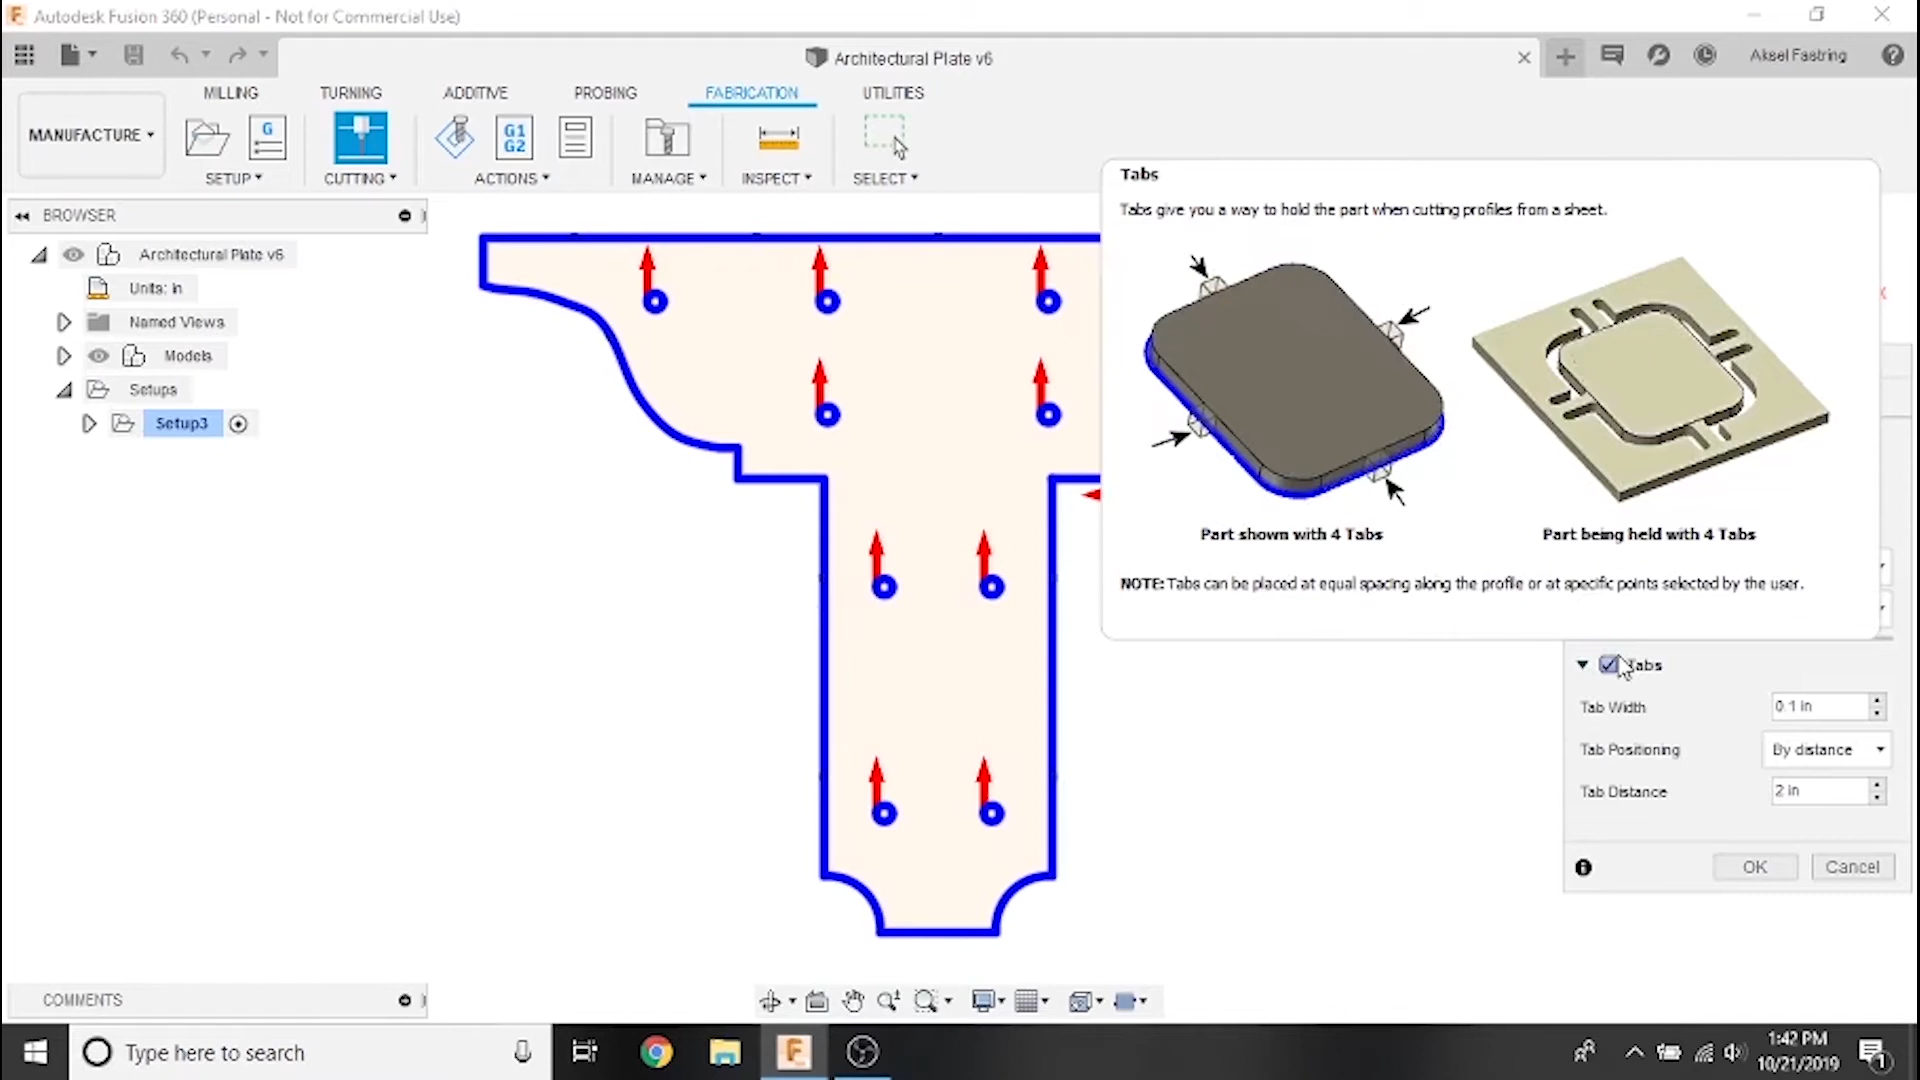 Autodesk Fusion 360 (Personal - Not for Commercial Use)
Architectural Plate v6
Aksel Fastring
MILLING TURNING ADDITIVE PROBING FABRICATION UTILITIES
MANUFACTURE
G
G1
G2
SETUP CUTTING ACTIONS MANAGE INSPECT SELECT
BROWSER
Architectural Plate v6
Units: in
Named Views
Models
Setups
Setup3
Tabs
Tabs give you a way to hold the part when cutting profiles from a sheet.
Part shown with 4 Tabs
Part being held with 4 Tabs
NOTE: Tabs can be placed at equal spacing along the profile or at specific points selected by the user.
Tabs
Tab Width 0.1 in
Tab Positioning By distance
Tab Distance 2 in
OK Cancel
COMMENTS
Type here to search
1:42 PM
10/21/2019
1